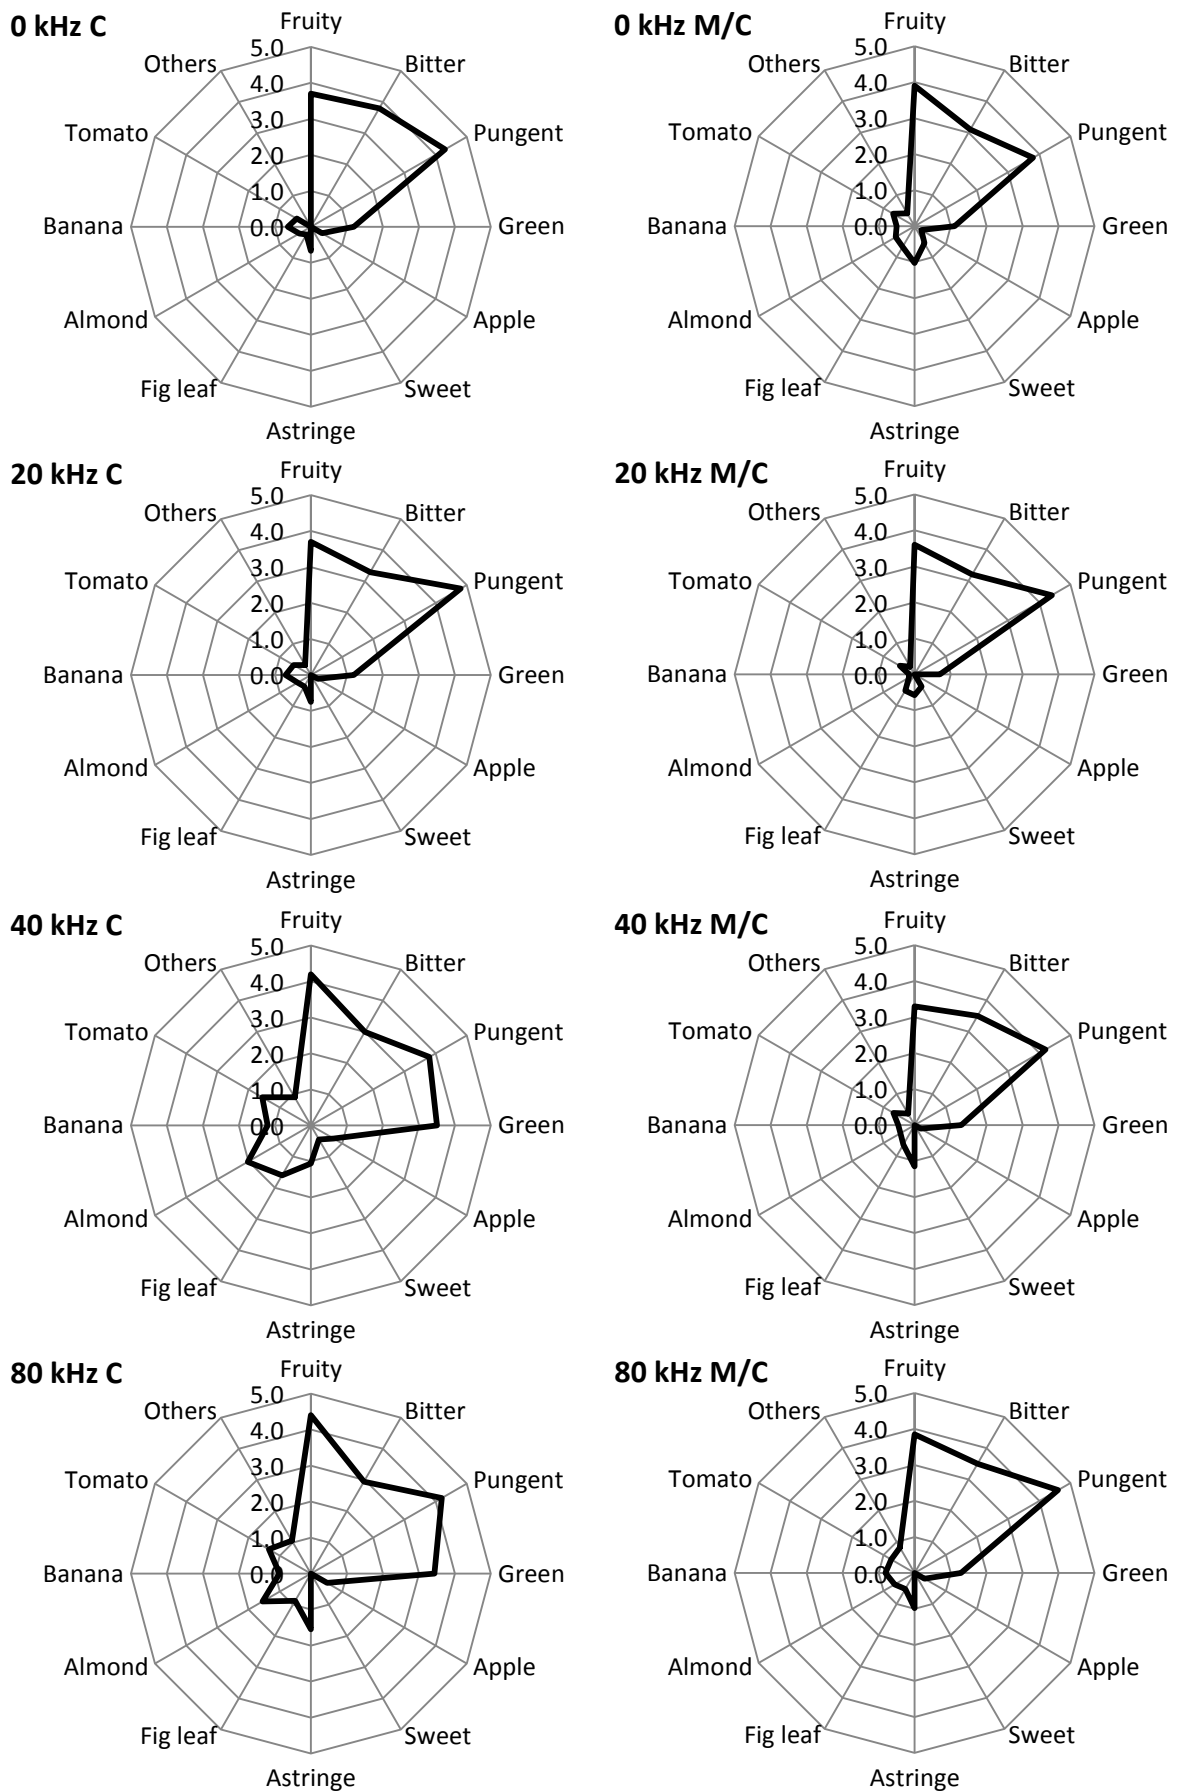 0 kHz C
Fruity
5.0
Others
Bitter
4.0
Tomato
3.0
Pungent
2.0
1.0
Banana
0.0
Green
Almond
Apple
Fig leaf
Sweet
Astringe
0 kHz M/C
Fruity
5.0
Others
Bitter
4.0
Tomato
3.0
Pungent
2.0
1.0
Banana
0.0
Green
Almond
Apple
Fig leaf
Sweet
Astringe
20 kHz C
Fruity
5.0
Others
Bitter
4.0
Tomato
3.0
Pungent
2.0
1.0
Banana
0.0
Green
Almond
Apple
Fig leaf
Sweet
Astringe
20 kHz M/C
Fruity
5.0
Others
Bitter
4.0
Tomato
3.0
Pungent
2.0
1.0
Banana
0.0
Green
Almond
Apple
Fig leaf
Sweet
Astringe
40 kHz C
Fruity
5.0
Others
Bitter
4.0
Tomato
3.0
Pungent
2.0
1.0
Banana
0.0
Green
Almond
Apple
Fig leaf
Sweet
Astringe
40 kHz M/C
Fruity
5.0
Others
Bitter
4.0
Tomato
3.0
Pungent
2.0
1.0
Banana
0.0
Green
Almond
Apple
Fig leaf
Sweet
Astringe
80 kHz C
Fruity
5.0
Others
Bitter
4.0
Tomato
3.0
Pungent
2.0
1.0
Banana
0.0
Green
Almond
Apple
Fig leaf
Sweet
Astringe
80 kHz M/C
Fruity
5.0
Others
Bitter
4.0
Tomato
3.0
Pungent
2.0
1.0
Banana
0.0
Green
Almond
Apple
Fig leaf
Sweet
Astringe